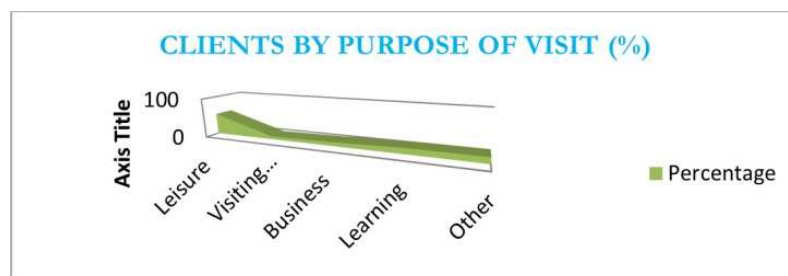 CLIENTS BY PURPOSE OF VISIT (%)
100
0
Axis Title
Leisure
Visiting...
Business
Learning
Other
Percentage